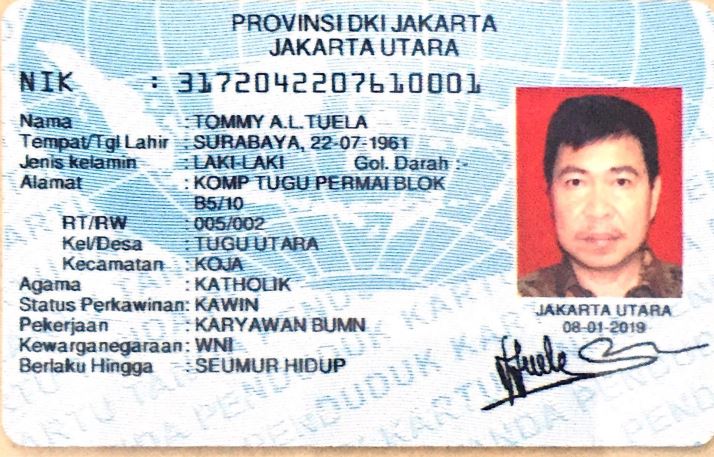 PROVINSI DKI JAKARTA
JAKARTA UTARA
NIK : 3172042207610001
Nama : TOMMY A.L.TUELA
Tempat/Tgl Lahir : SURABAYA, 22-07-1961
Jenis kelamin : LAKI-LAKI Gol. Darah :-
Alamat : KOMP TUGU PERMAI BLOK
B5/10
RT/RW : 005/002
Kel/Desa : TUGU UTARA
Kecamatan : KOJA
Agama : KATHOLIK
Status Perkawinan: KAWIN
Pekerjaan : KARYAWAN BUMN
Kewarganegaraan: WNI
Berlaku Hingga : SEUMUR HIDUP
JAKARTA UTARA
08-01-2019